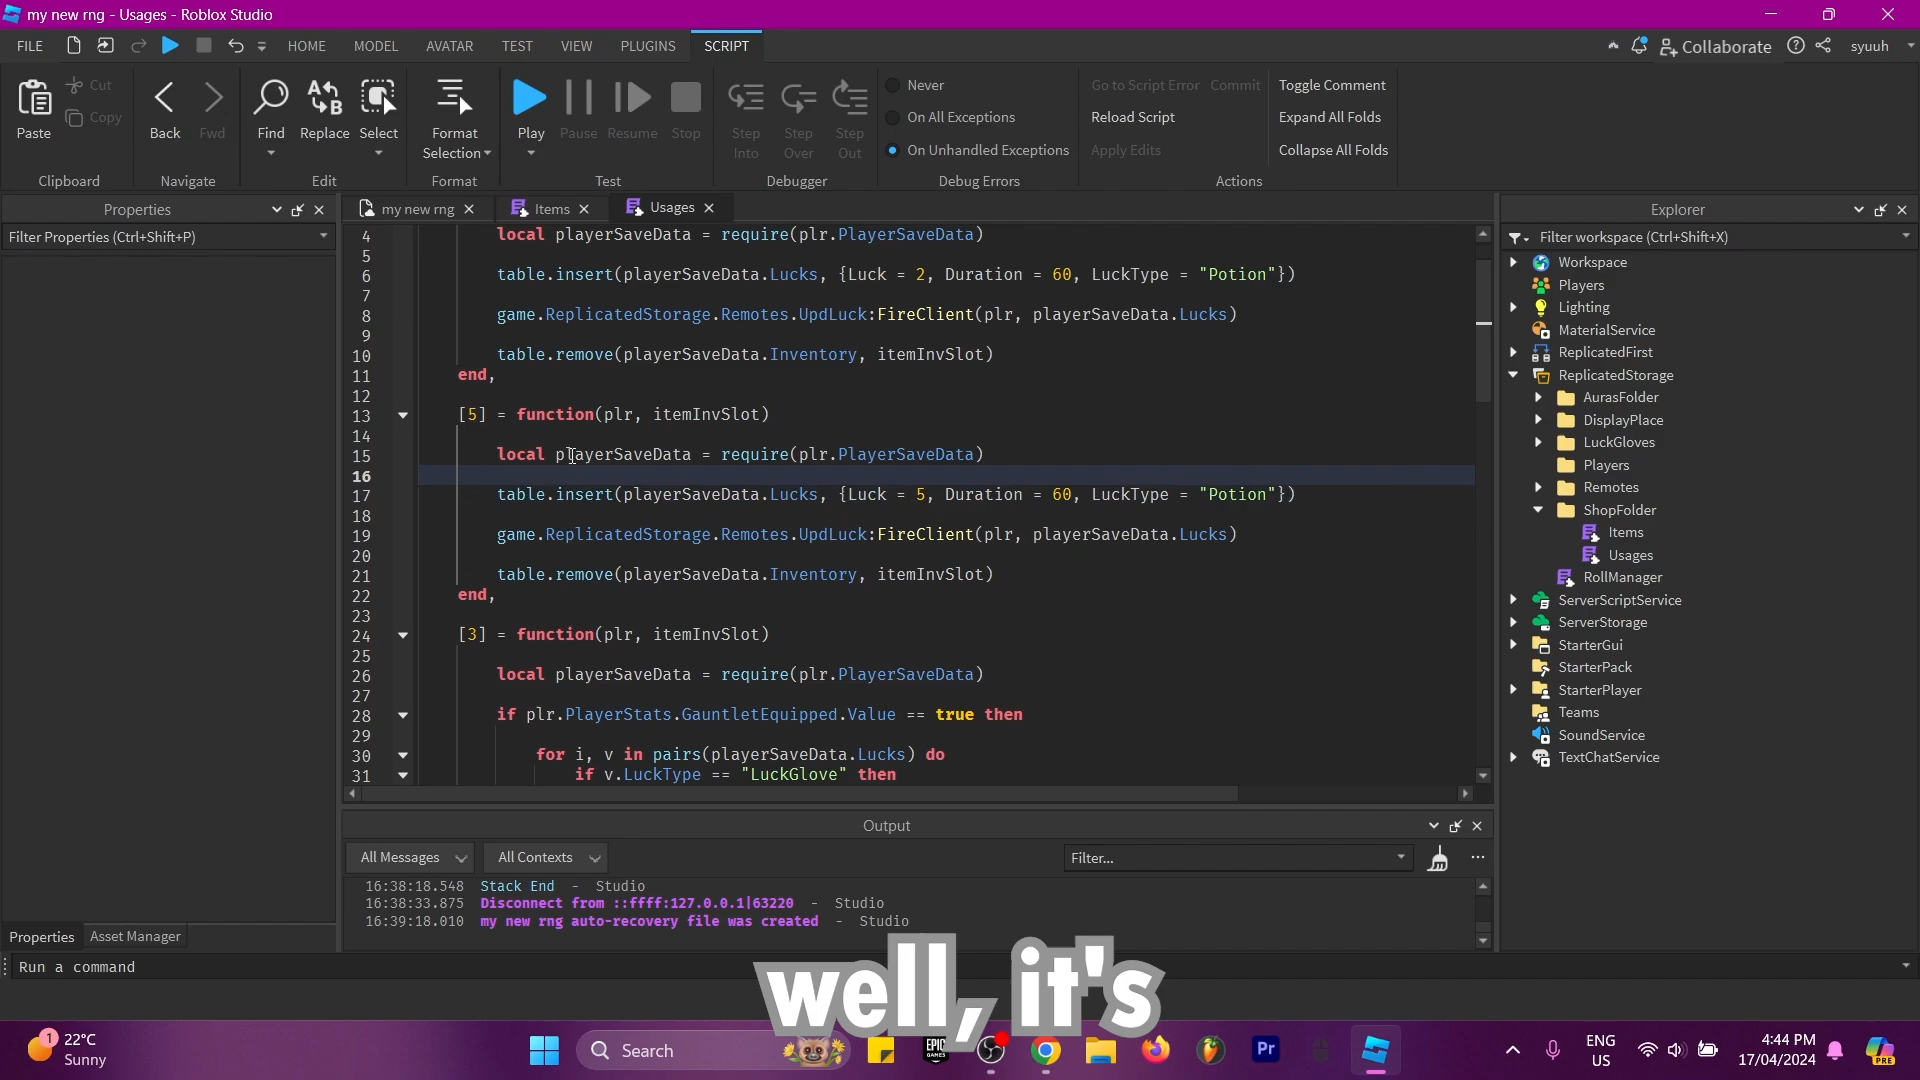 my new rng - Usages - Roblox Studio
FILE HOME MODEL AVATAR TEST VIEW PLUGINS SCRIPT Collaborate syuuh
Paste Cut Copy Back Fwd Find Replace Select Format Selection Play Pause Resume Stop Step Into Step Over Step Out
Never
On All Exceptions
On Unhandled Exceptions
Go to Script Error Commit
Reload Script
Apply Edits
Toggle Comment
Expand All Folds
Collapse All Folds
Clipboard Navigate Edit Format Test Debugger Debug Errors Actions
Properties
Filter Properties (Ctrl+Shift+P)
my new rng Items Usages
4 local playerSaveData = require(plr.PlayerSaveData)
5
6 table.insert(playerSaveData.Lucks, {Luck = 2, Duration = 60, LuckType = "Potion"})
7
8 game.ReplicatedStorage.Remotes.UpdLuck:FireClient(plr, playerSaveData.Lucks)
9
10 table.remove(playerSaveData.Inventory, itemInvSlot)
11 end,
12
13 [5] = function(plr, itemInvSlot)
14
15 local playerSaveData = require(plr.PlayerSaveData)
16
17 table.insert(playerSaveData.Lucks, {Luck = 5, Duration = 60, LuckType = "Potion"})
18
19 game.ReplicatedStorage.Remotes.UpdLuck:FireClient(plr, playerSaveData.Lucks)
20
21 table.remove(playerSaveData.Inventory, itemInvSlot)
22 end,
23
24 [3] = function(plr, itemInvSlot)
25
26 local playerSaveData = require(plr.PlayerSaveData)
27
28 if plr.PlayerStats.GauntletEquipped.Value == true then
29
30 for i, v in pairs(playerSaveData.Lucks) do
31 if v.LuckType == "LuckGlove" then
Explorer
Filter workspace (Ctrl+Shift+X)
Workspace
Players
Lighting
MaterialService
ReplicatedFirst
ReplicatedStorage
AurasFolder
DisplayPlace
LuckGloves
Players
Remotes
ShopFolder
Items
Usages
RollManager
ServerScriptService
ServerStorage
StarterGui
StarterPack
StarterPlayer
Teams
SoundService
TextChatService
Output
All Messages All Contexts Filter...
16:38:18.548 Stack End - Studio
16:38:33.875 Disconnect from ::ffff:127.0.0.1|63220 - Studio
16:39:18.010 my new rng auto-recovery file was created - Studio
Properties Asset Manager
Run a command
well, it's
1 22°C
Sunny
Search
EPIC GAMES
Pr
ENG
US
4:44 PM
17/04/2024
PRE